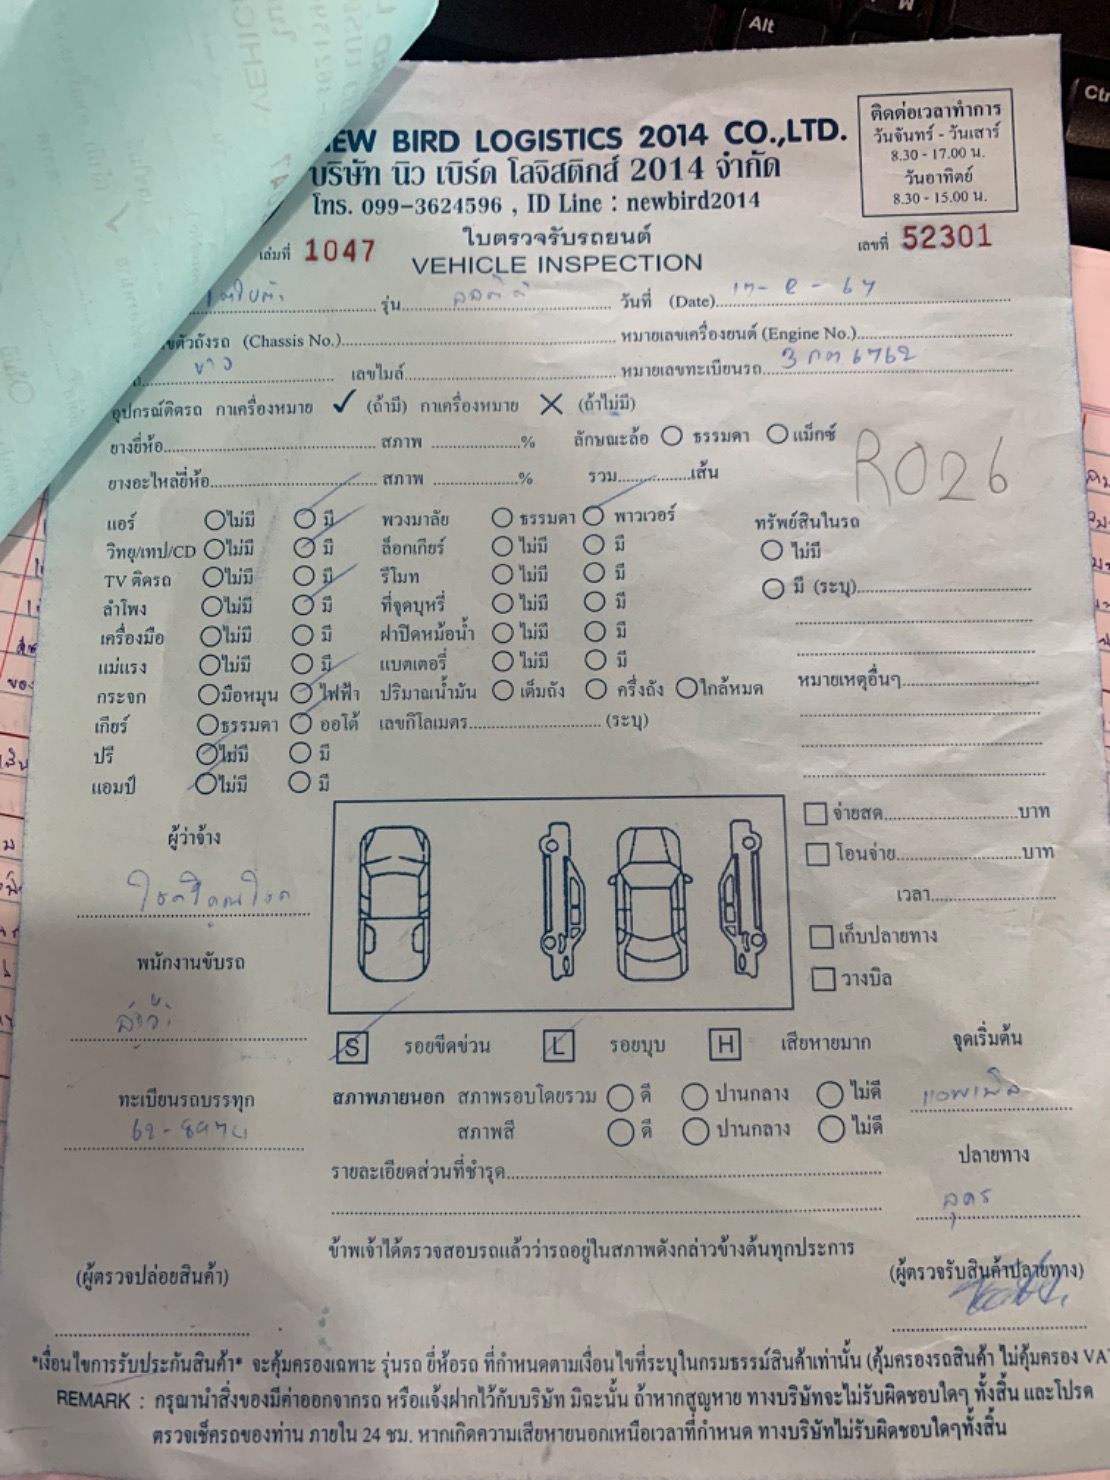 NEW BIRD LOGISTICS 2014 CO.,LTD.
บริษัท นิว เบิร์ด โลจิสติกส์ 2014 จำกัด
โทร. 099-3624596 , ID Line : newbird2014
ติดต่อเวลาทำการ
วันจันทร์ - วันเสาร์
8.30 - 17.00 น.
วันอาทิตย์
8.30 - 15.00 น.
ใบตรวจรับรถยนต์
เล่มที่ 1047 VEHICLE INSPECTION เลขที่ 52301
รุ่น วันที่ (Date)
ตัวถังรถ (Chassis No.) หมายเลขเครื่องยนต์ (Engine No.)
ขาว เลขไมล์ หมายเลขทะเบียนรถ 3 กต 6762
อุปกรณ์ติดรถ กาเครื่องหมาย ✓ (ถ้ามี) กาเครื่องหมาย ✕ (ถ้าไม่มี)
ยางยี่ห้อ สภาพ % ลักษณะล้อ ธรรมดา แม็กซ์
ยางอะไหล่ยี่ห้อ สภาพ % รวม เส้น
R026
แอร์ ไม่มี มี พวงมาลัย ธรรมดา พาวเวอร์ ทรัพย์สินในรถ
วิทยุ/เทป/CD ไม่มี มี ล็อกเกียร์ ไม่มี มี ไม่มี
TV ติดรถ ไม่มี มี รีโมท ไม่มี มี มี (ระบุ)
ลำโพง ไม่มี มี ที่จุดบุหรี่ ไม่มี มี
เครื่องมือ ไม่มี มี ฝาปิดหม้อน้ำ ไม่มี มี
แม่แรง ไม่มี มี แบตเตอรี่ ไม่มี มี หมายเหตุอื่นๆ
กระจก มือหมุน ไฟฟ้า ปริมาณน้ำมัน เต็มถัง ครึ่งถัง ใกล้หมด
เกียร์ ธรรมดา ออโต้ เลขกิโลเมตร (ระบุ)
ปรี ไม่มี มี
แอมป์ ไม่มี มี
จ่ายสด บาท
โอนจ่าย บาท
เวลา
เก็บปลายทาง
วางบิล
ผู้ว่าจ้าง
พนักงานขับรถ
ทะเบียนรถบรรทุก
S รอยขีดข่วน L รอยบุบ H เสียหายมาก จุดเริ่มต้น
สภาพภายนอก สภาพรอบโดยรวม ดี ปานกลาง ไม่ดี
สภาพสี ดี ปานกลาง ไม่ดี
รายละเอียดส่วนที่ชำรุด
ปลายทาง
อุดร
ข้าพเจ้าได้ตรวจสอบรถแล้วว่ารถอยู่ในสภาพดังกล่าวข้างต้นทุกประการ
(ผู้ตรวจปล่อยสินค้า) (ผู้ตรวจรับสินค้าปลายทาง)
*เงื่อนไขการรับประกันสินค้า* จะคุ้มครองเฉพาะ รุ่นรถ ยี่ห้อรถ ที่กำหนดตามเงื่อนไขที่ระบุในกรมธรรม์สินค้าเท่านั้น (คุ้มครองรถสินค้า ไม่คุ้มครอง VA
REMARK : กรุณานำสิ่งของมีค่าออกจากรถ หรือแจ้งฝากไว้กับบริษัท มิฉะนั้น ถ้าหากสูญหาย ทางบริษัทจะไม่รับผิดชอบใดๆ ทั้งสิ้น และโปรด
ตรวจเช็ครถของท่าน ภายใน 24 ชม. หากเกิดความเสียหายนอกเหนือเวลาที่กำหนด ทางบริษัทไม่รับผิดชอบใดๆทั้งสิ้น